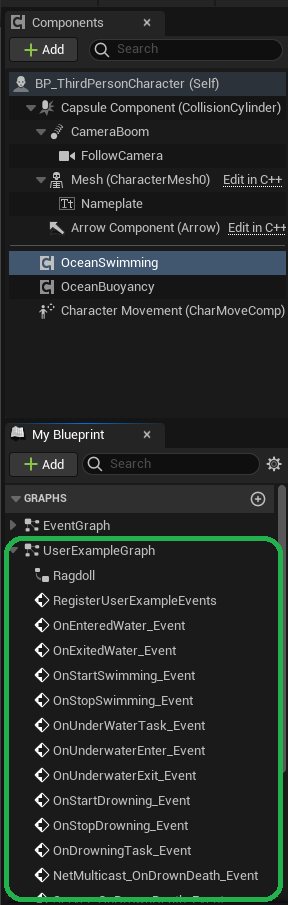 Components
Add
Search
BP_ThirdPersonCharacter (Self)
Capsule Component (CollisionCylinder)
CameraBoom
FollowCamera
Mesh (CharacterMesh0) Edit in C++
Nameplate
Arrow Component (Arrow) Edit in C++
OceanSwimming
OceanBuoyancy
Character Movement (CharMoveComp)
My Blueprint
Add
Search
GRAPHS
EventGraph
UserExampleGraph
Ragdoll
RegisterUserExampleEvents
OnEnteredWater_Event
OnExitedWater_Event
OnStartSwimming_Event
OnStopSwimming_Event
OnUnderWaterTask_Event
OnUnderwaterEnter_Event
OnUnderwaterExit_Event
OnStartDrowning_Event
OnStopDrowning_Event
OnDrowningTask_Event
NetMulticast_OnDrownDeath_Event